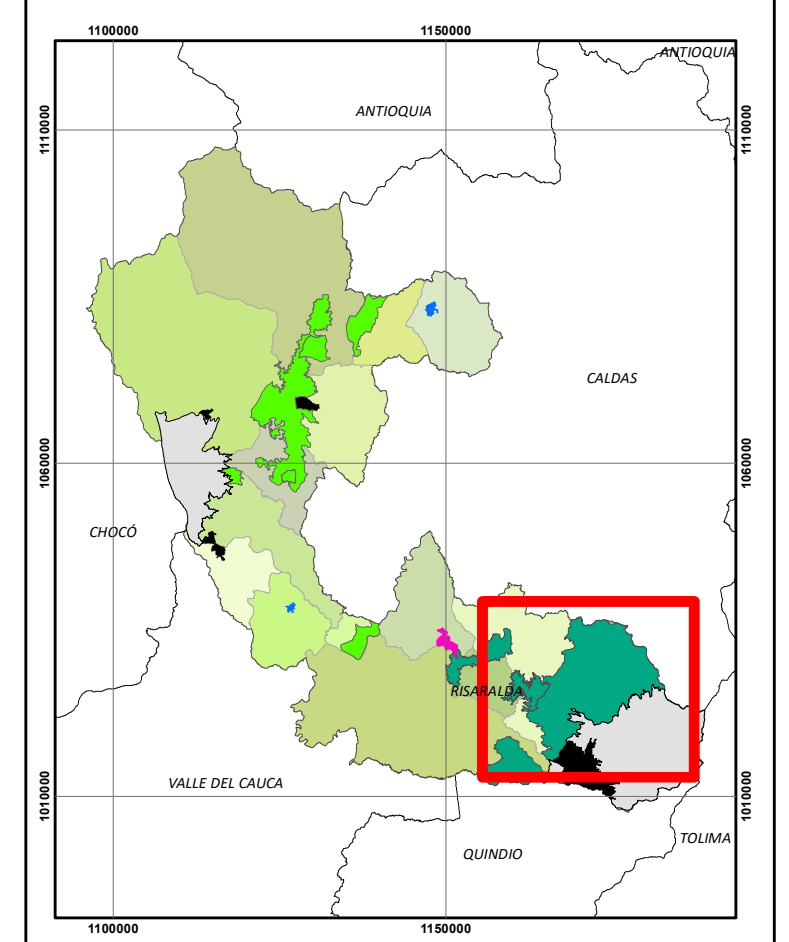 1100000 1150000
ANTIOQUIA
ANTIOQUIA
1110000 1110000
CALDAS
1060000 1060000
CHOCÓ
RISARALDA
VALLE DEL CAUCA
1010000 1010000
TOLIMA
QUINDIO
1100000 1150000